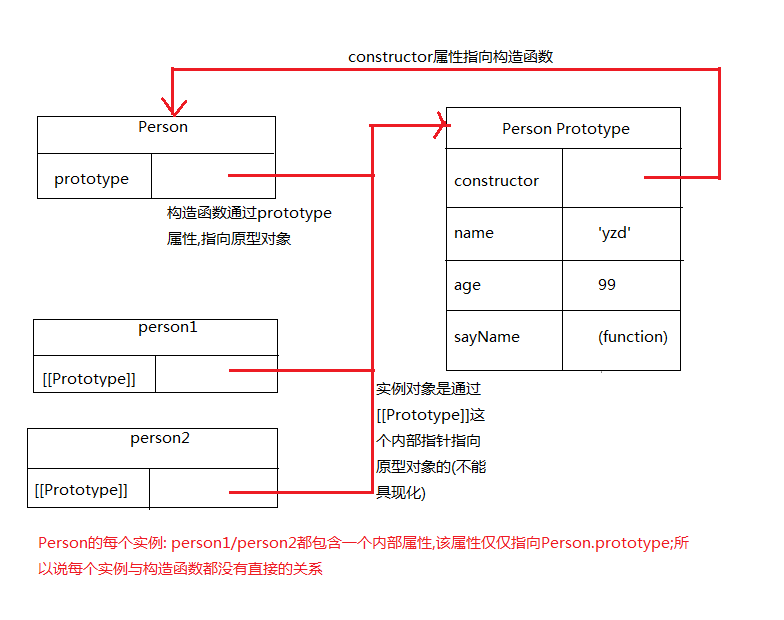 constructor属性指向构造函数
Person
prototype
构造函数通过prototype
属性,指向原型对象
Person Prototype
constructor
name 'yzd'
age 99
sayName (function)
person1
[[Prototype]]
person2
[[Prototype]]
实例对象是通过
[[Prototype]]这
个内部指针指向
原型对象的(不能
具现化)
Person的每个实例: person1/person2都包含一个内部属性,该属性仅仅指向Person.prototype;所
以说每个实例与构造函数都没有直接的关系